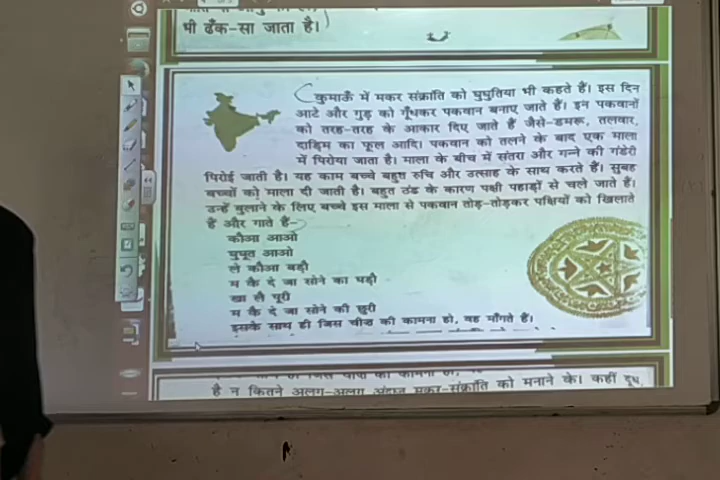 भी ढँक-सा जाता है।
कुमाऊँ में मकर संक्रांति को घुघुतिया भी कहते हैं। इस दिन
आटे और गुड़ को गूँधकर पकवान बनाए जाते हैं। इन पकवानों
को तरह-तरह के आकार दिए जाते हैं जैसे-डमरू, तलवार,
दाड़िम का फूल आदि। पकवान को तलने के बाद एक माला
में पिरोया जाता है। माला के बीच में संतरा और गन्ने की गंडेरी
पिरोई जाती है। यह काम बच्चे बहुत रुचि और उत्साह के साथ करते हैं। सुबह
बच्चों को माला दी जाती है। बहुत ठंड के कारण पक्षी पहाड़ों से चले जाते हैं।
उन्हें बुलाने के लिए बच्चे इस माला से पकवान तोड़-तोड़कर पक्षियों को खिलाते
हैं और गाते हैं-
कौआ आओ
घुघूत आओ
ले कौआ बड़ौ
म कै दे जा सोने का घड़ौ
खा लै पूरी
म कै दे जा सोने की छुरी
इसके साथ ही जिस चीज़ की कामना हो, वह माँगते हैं।
है न कितने अलग-अलग अंदाज़ मकर-संक्रांति को मनाने के। कहीं दूध,